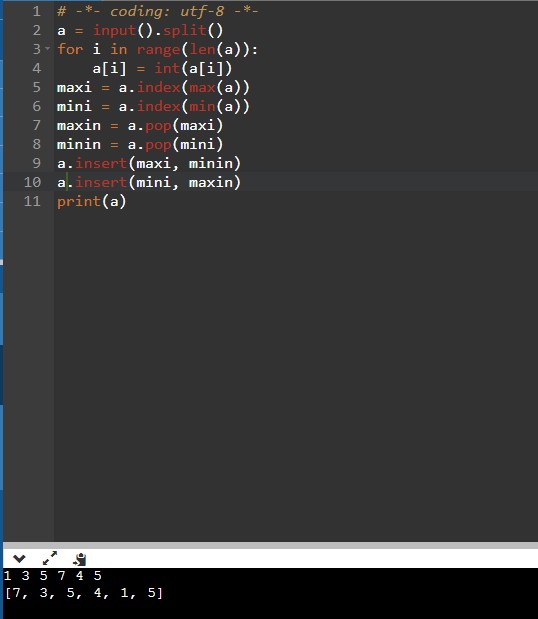 1 # -*- coding: utf-8 -*-
2 a = input().split()
3 for i in range(len(a)):
4     a[i] = int(a[i])
5 maxi = a.index(max(a))
6 mini = a.index(min(a))
7 maxin = a.pop(maxi)
8 minin = a.pop(mini)
9 a.insert(maxi, minin)
10 a.insert(mini, maxin)
11 print(a)
1 3 5 7 4 5
[7, 3, 5, 4, 1, 5]